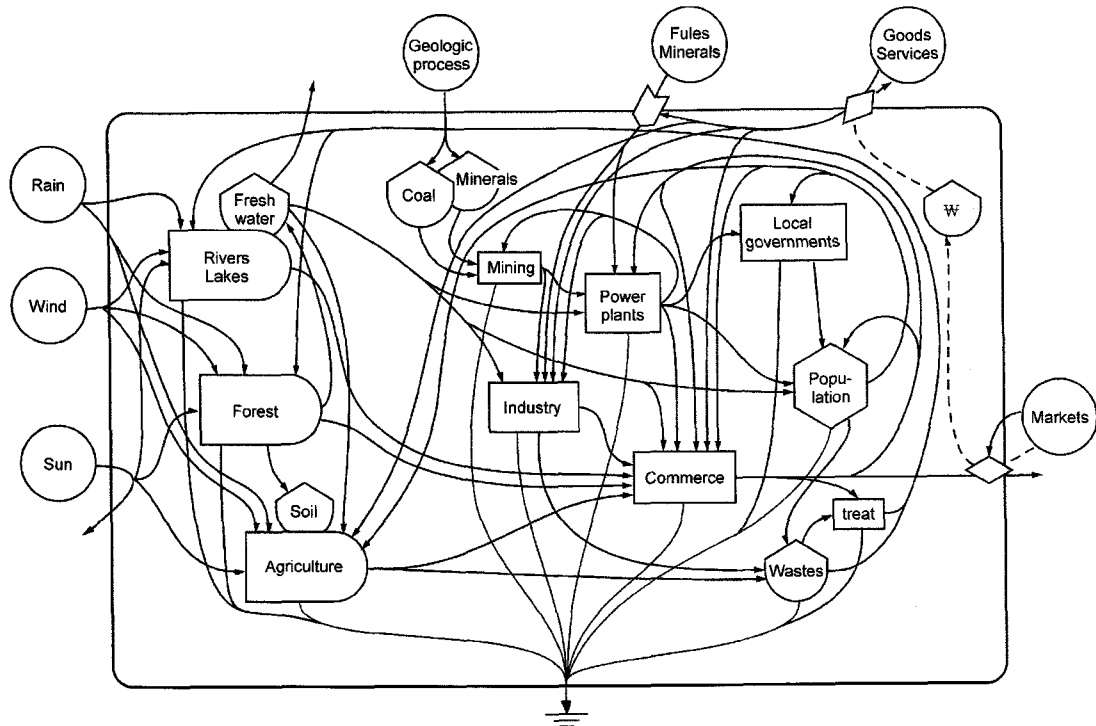 Geologic
process
Fules
Minerals
Goods
Services
Rain
Fresh
water
Coal
Minerals
₩
Rivers
Lakes
Mining
Local
governments
Wind
Power
plants
Forest
Industry
Popu-
lation
Markets
Sun
Commerce
Soil
treat
Agriculture
Wastes